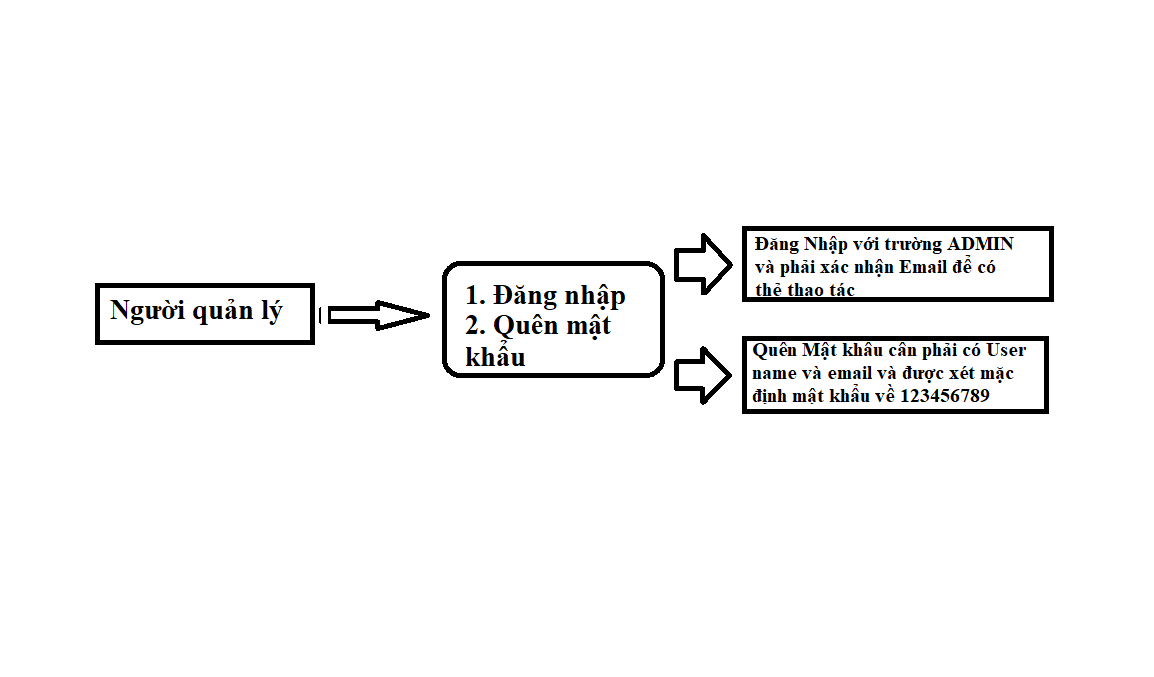 Người quản lý
1. Đăng nhập
2. Quên mật
khẩu
Đăng Nhập với trường ADMIN
và phải xác nhận Email để có
thẻ thao tác
Quên Mật khẩu cân phải có User
name và email và được xét mặc
định mật khẩu về 123456789